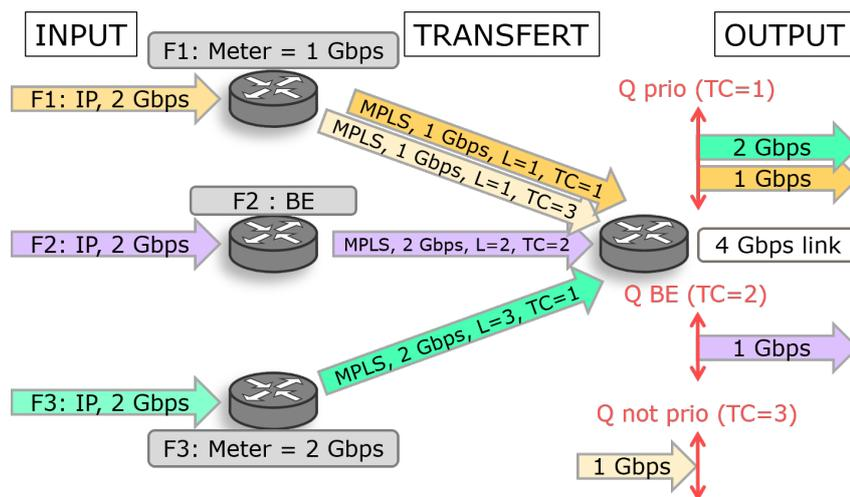 INPUT
TRANSFERT
OUTPUT
F1: Meter = 1 Gbps
F1: IP, 2 Gbps
MPLS, 1 Gbps, L=1, TC=1
MPLS, 1 Gbps, L=1, TC=3
Q prio (TC=1)
2 Gbps
1 Gbps
F2 : BE
F2: IP, 2 Gbps
MPLS, 2 Gbps, L=2, TC=2
4 Gbps link
Q BE (TC=2)
1 Gbps
MPLS, 2 Gbps, L=3, TC=1
F3: IP, 2 Gbps
F3: Meter = 2 Gbps
Q not prio (TC=3)
1 Gbps